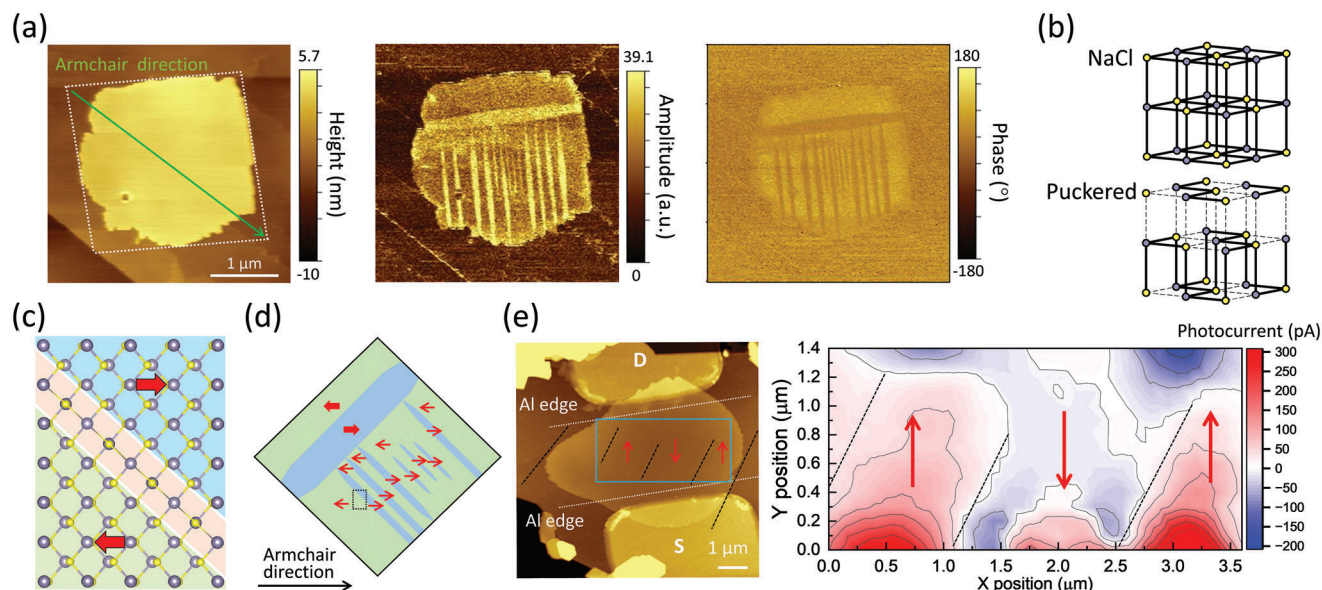 (a)
Armchair direction
1 μm
5.7
Height (nm)
-10
39.1
Amplitude (a.u.)
0
180
Phase (°)
-180
(b)
NaCl
Puckered
(c)
(d)
Armchair
direction
(e)
D
Al edge
Al edge
S
1 μm
Photocurrent (pA)
Y position (μm)
1.4
1.2
1.0
0.8
0.6
0.4
0.2
0.0
0.0 0.5 1.0 1.5 2.0 2.5 3.0 3.5
X position (μm)
300
250
200
150
100
50
0
-50
-100
-150
-200